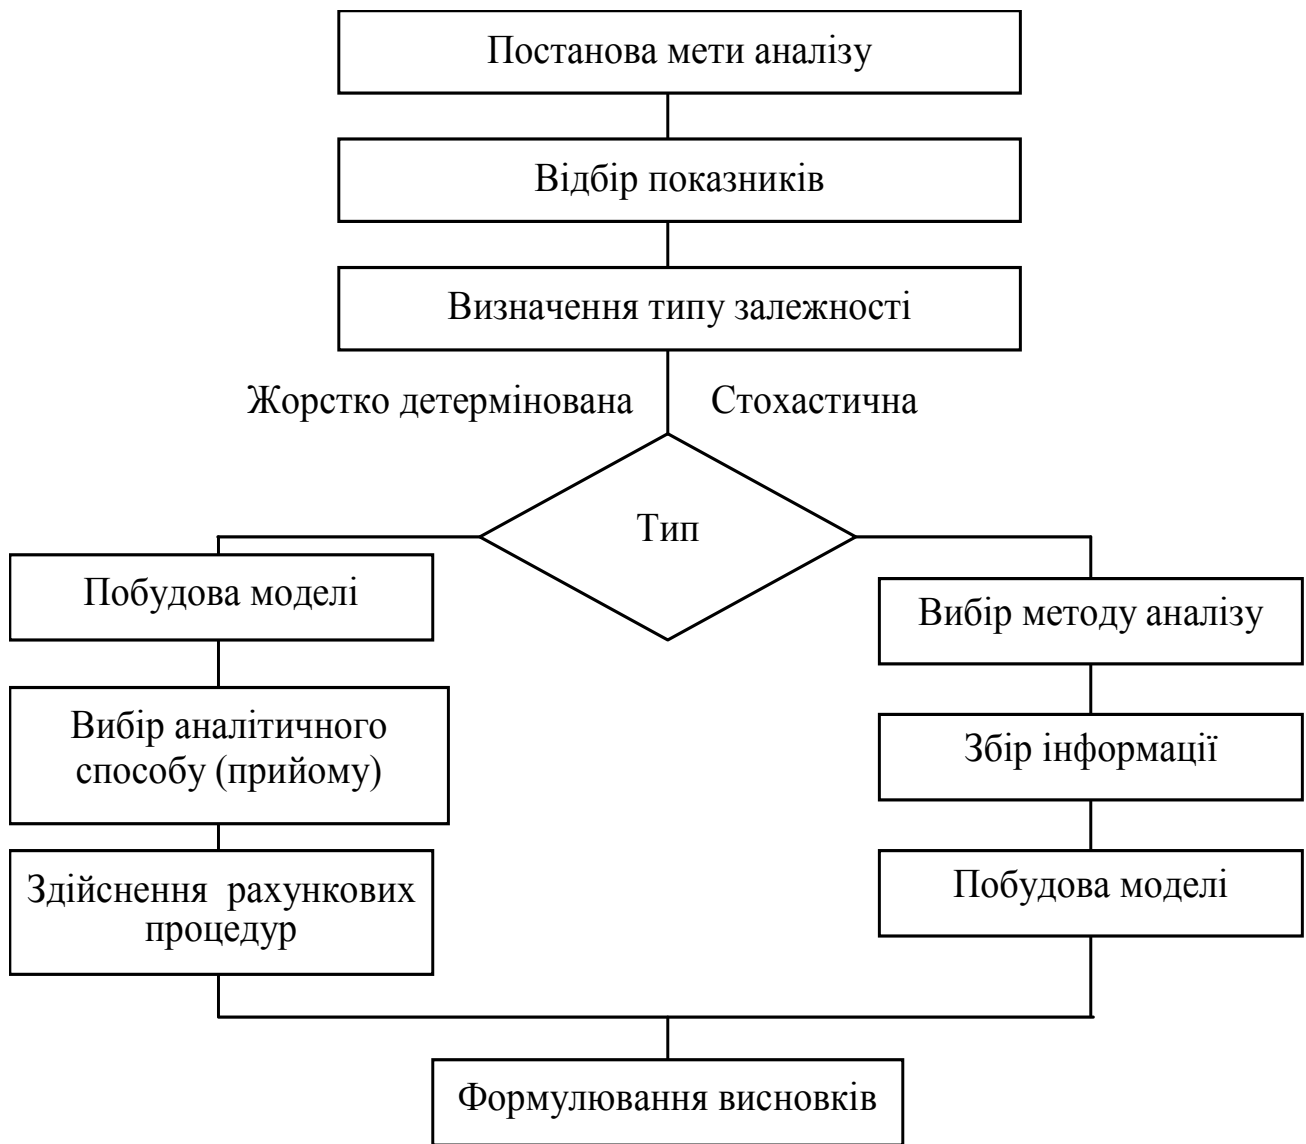 Постанова мети аналізу
Відбір показників
Визначення типу залежності
Жорстко детермінована
Стохастична
Тип
Побудова моделі
Вибір аналітичного
способу (прийому)
Здійснення рахункових
процедур
Вибір методу аналізу
Збір інформації
Побудова моделі
Формулювання висновків